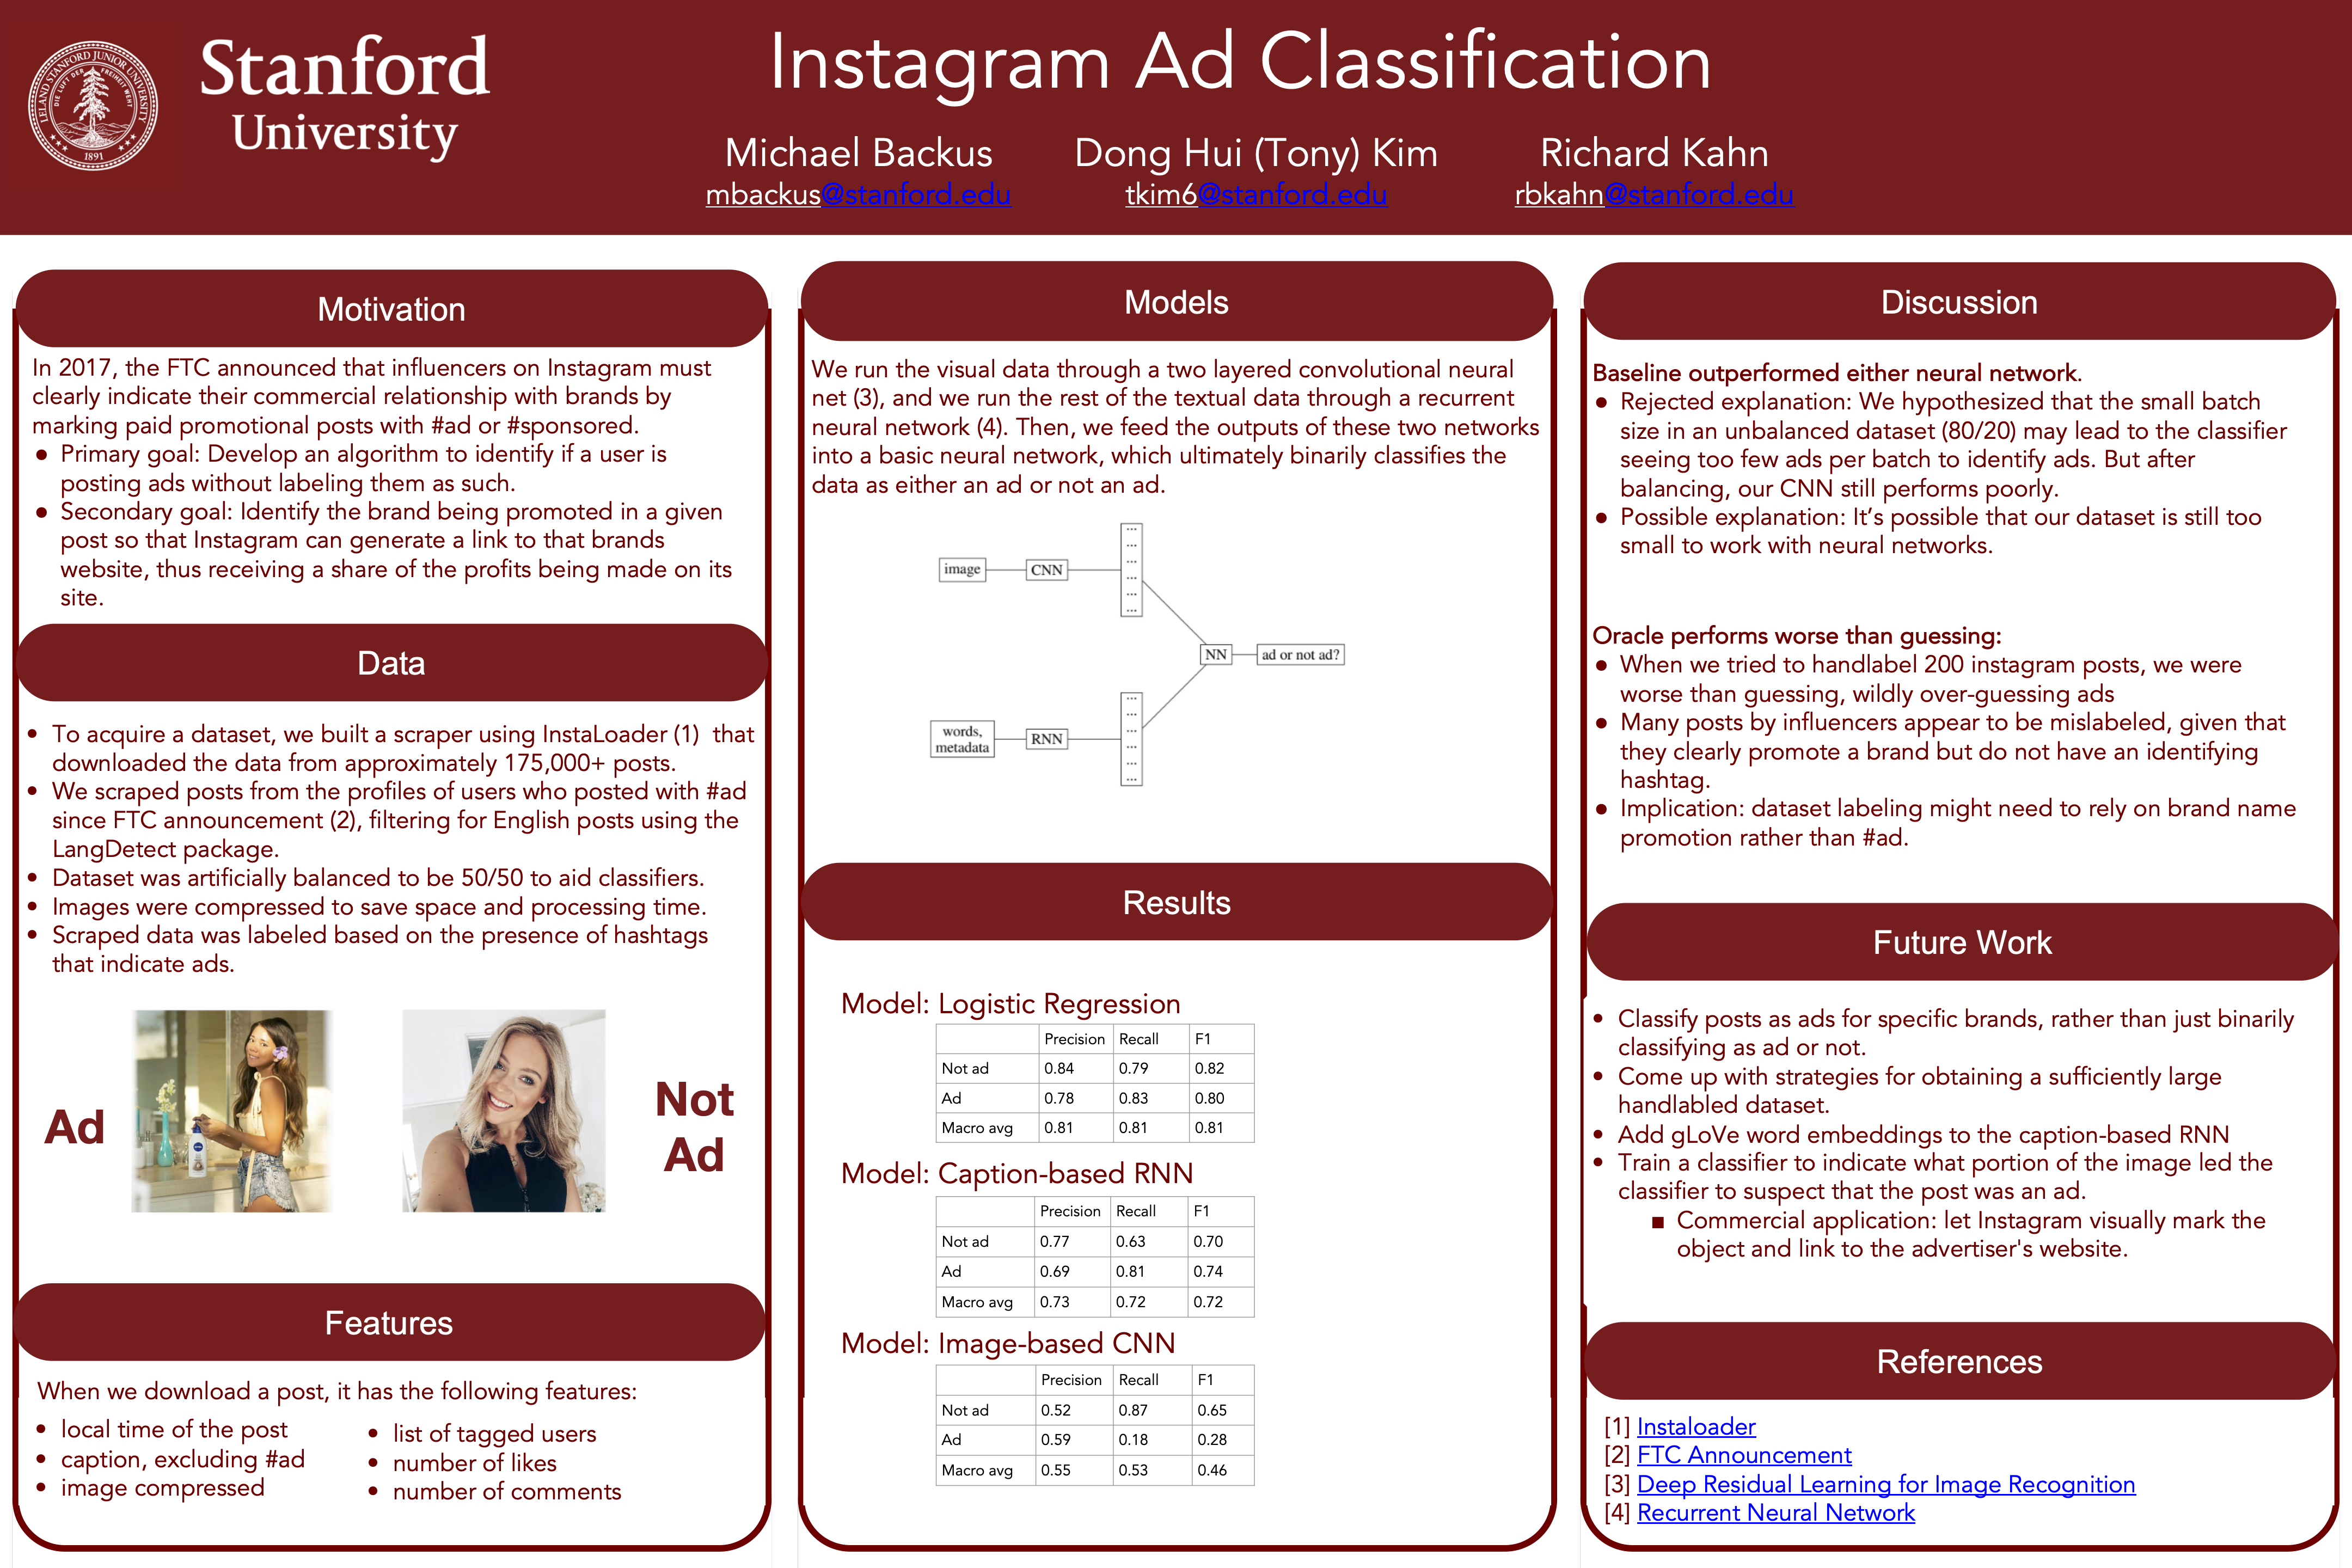 Stanford
University
LELAND STANFORD JUNIOR UNIVERSITY
DIE LUFT DER FREIHEIT WEHT
1891
Instagram Ad Classification
Michael Backus
Dong Hui (Tony) Kim
Richard Kahn
mbackus@stanford.edu
tkim6@stanford.edu
rbkahn@stanford.edu
Motivation
In 2017, the FTC announced that influencers on Instagram must
clearly indicate their commercial relationship with brands by
marking paid promotional posts with #ad or #sponsored.
● Primary goal: Develop an algorithm to identify if a user is
posting ads without labeling them as such.
● Secondary goal: Identify the brand being promoted in a given
post so that Instagram can generate a link to that brands
website, thus receiving a share of the profits being made on its
site.
Data
• To acquire a dataset, we built a scraper using InstaLoader (1) that
downloaded the data from approximately 175,000+ posts.
• We scraped posts from the profiles of users who posted with #ad
since FTC announcement (2), filtering for English posts using the
LangDetect package.
• Dataset was artificially balanced to be 50/50 to aid classifiers.
• Images were compressed to save space and processing time.
• Scraped data was labeled based on the presence of hashtags
that indicate ads.
Ad
Not
Ad
Features
When we download a post, it has the following features:
• local time of the post
• caption, excluding #ad
• image compressed
• list of tagged users
• number of likes
• number of comments
Models
We run the visual data through a two layered convolutional neural
net (3), and we run the rest of the textual data through a recurrent
neural network (4). Then, we feed the outputs of these two networks
into a basic neural network, which ultimately binarily classifies the
data as either an ad or not an ad.
image
CNN
...
...
...
...
...
...
NN
ad or not ad?
words,
metadata
RNN
...
...
...
...
...
...
Results
Model: Logistic Regression
Precision Recall F1
Not ad 0.84 0.79 0.82
Ad 0.78 0.83 0.80
Macro avg 0.81 0.81 0.81
Model: Caption-based RNN
Precision Recall F1
Not ad 0.77 0.63 0.70
Ad 0.69 0.81 0.74
Macro avg 0.73 0.72 0.72
Model: Image-based CNN
Precision Recall F1
Not ad 0.52 0.87 0.65
Ad 0.59 0.18 0.28
Macro avg 0.55 0.53 0.46
Discussion
Baseline outperformed either neural network.
● Rejected explanation: We hypothesized that the small batch
size in an unbalanced dataset (80/20) may lead to the classifier
seeing too few ads per batch to identify ads. But after
balancing, our CNN still performs poorly.
● Possible explanation: It’s possible that our dataset is still too
small to work with neural networks.
Oracle performs worse than guessing:
● When we tried to handlabel 200 instagram posts, we were
worse than guessing, wildly over-guessing ads
● Many posts by influencers appear to be mislabeled, given that
they clearly promote a brand but do not have an identifying
hashtag.
● Implication: dataset labeling might need to rely on brand name
promotion rather than #ad.
Future Work
• Classify posts as ads for specific brands, rather than just binarily
classifying as ad or not.
• Come up with strategies for obtaining a sufficiently large
handlabled dataset.
• Add gLoVe word embeddings to the caption-based RNN
• Train a classifier to indicate what portion of the image led the
classifier to suspect that the post was an ad.
■ Commercial application: let Instagram visually mark the
object and link to the advertiser's website.
References
[1] Instaloader
[2] FTC Announcement
[3] Deep Residual Learning for Image Recognition
[4] Recurrent Neural Network